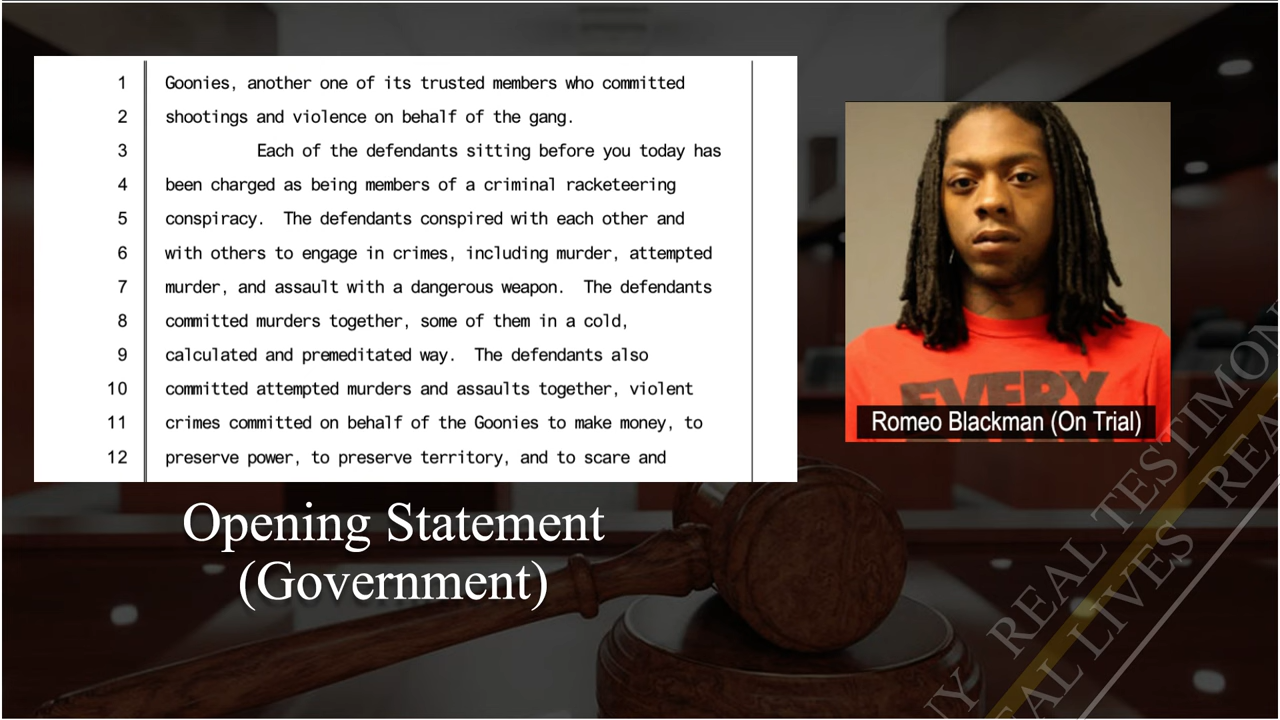 1 Goonies, another one of its trusted members who committed
2 shootings and violence on behalf of the gang.
3 Each of the defendants sitting before you today has
4 been charged as being members of a criminal racketeering
5 conspiracy. The defendants conspired with each other and
6 with others to engage in crimes, including murder, attempted
7 murder, and assault with a dangerous weapon. The defendants
8 committed murders together, some of them in a cold,
9 calculated and premeditated way. The defendants also
10 committed attempted murders and assaults together, violent
11 crimes committed on behalf of the Goonies to make money, to
12 preserve power, to preserve territory, and to scare and
EVERY
Romeo Blackman (On Trial)
Opening Statement
(Government)
REAL TESTIMON
REAL LIVES
REA